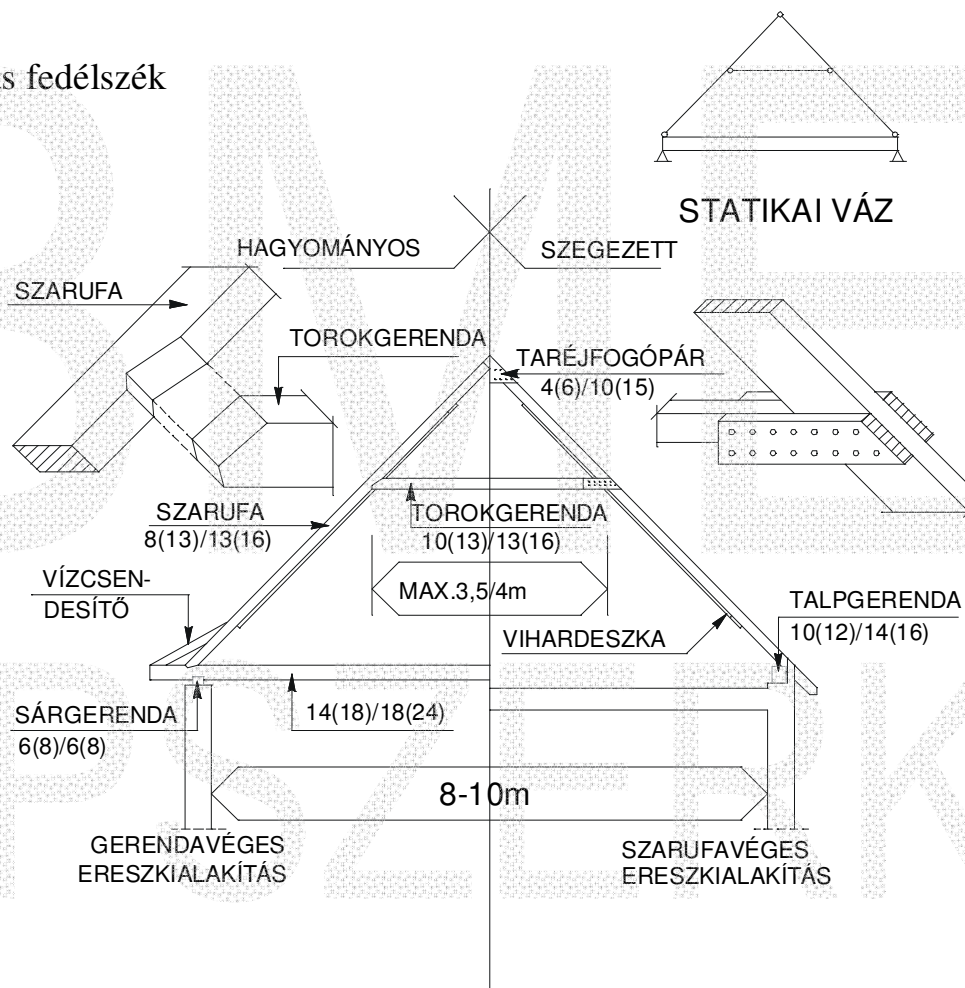 s fedélszék
STATIKAI VÁZ
HAGYOMÁNYOS
SZEGEZETT
SZARUFA
TOROKGERENDA
TARÉJFOGÓPÁR
4(6)/10(15)
SZARUFA
8(13)/13(16)
TOROKGERENDA
10(13)/13(16)
VÍZCSEN-
DESÍTŐ
MAX.3,5/4m
TALPGERENDA
10(12)/14(16)
VIHARDESZKA
SÁRGERENDA
6(8)/6(8)
14(18)/18(24)
8-10m
GERENDAVÉGES
ERESZKIALAKÍTÁS
SZARUFAVÉGES
ERESZKIALAKÍTÁS
BME
PSZERK